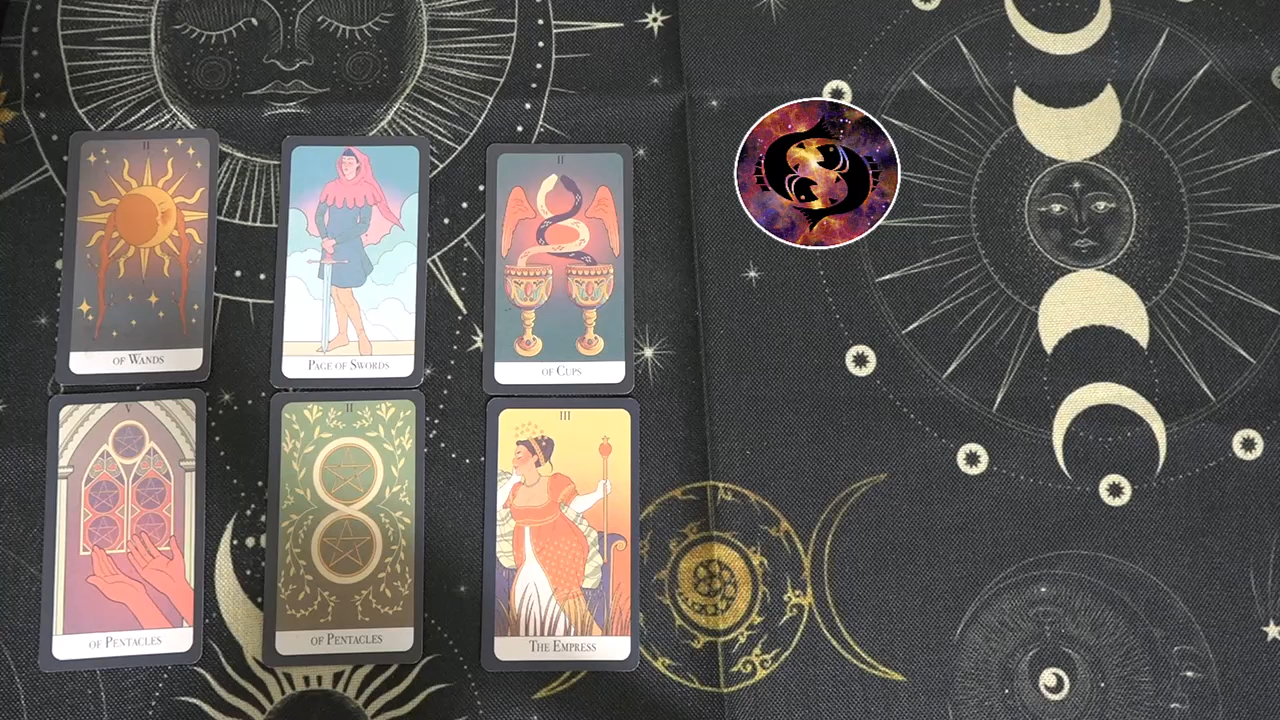 II
OF WANDS
PAGE OF SWORDS
II
OF CUPS
V
OF PENTACLES
II
OF PENTACLES
III
THE EMPRESS